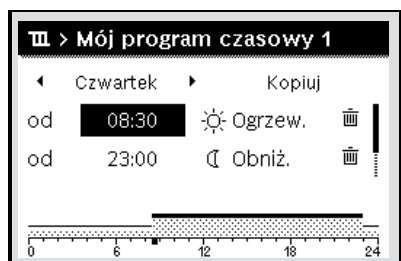 > Mój program czasowy 1
Czwartek Kopiuj
od 08:30 Ogrzew.
od 23:00 Obniż.
0 6 12 18 24